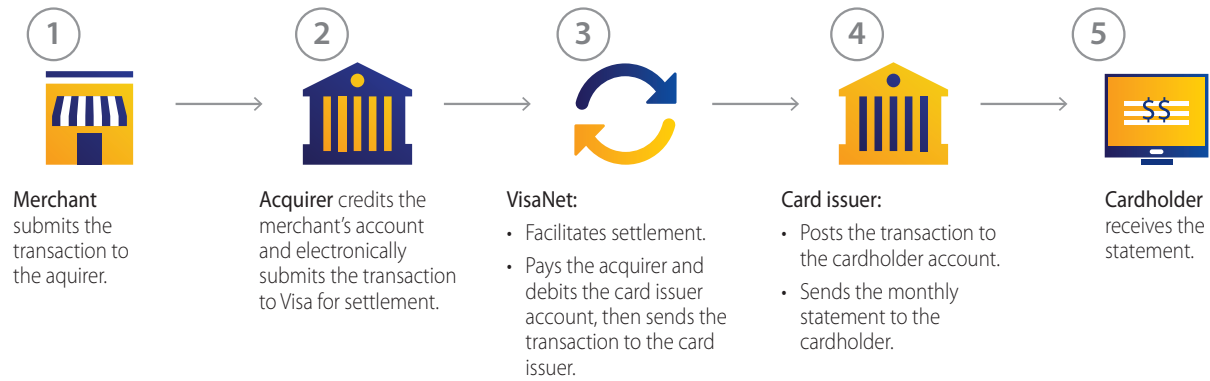 1
2
3
4
5
$$
Merchant
submits the
transaction to
the aquirer.
Acquirer credits the
merchant's account
and electronically
submits the transaction
to Visa for settlement.
VisaNet:
• Facilitates settlement.
• Pays the acquirer and
debits the card issuer
account, then sends the
transaction to the card
issuer.
Card issuer:
• Posts the transaction to
the cardholder account.
• Sends the monthly
statement to the
cardholder.
Cardholder
receives the
statement.